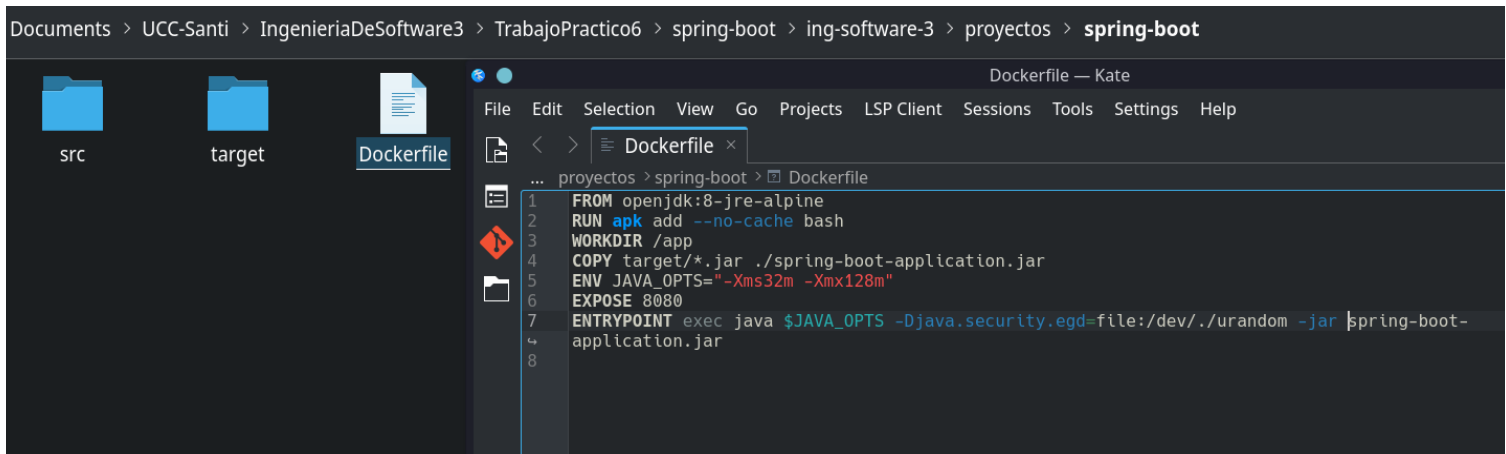 Documents > UCC-Santi > IngenieriaDeSoftware3 > TrabajoPractico6 > spring-boot > ing-software-3 > proyectos > spring-boot
src
target
Dockerfile
Dockerfile — Kate
File Edit Selection View Go Projects LSP Client Sessions Tools Settings Help
Dockerfile
... proyectos > spring-boot > Dockerfile
1 FROM openjdk:8-jre-alpine
2 RUN apk add --no-cache bash
3 WORKDIR /app
4 COPY target/*.jar ./spring-boot-application.jar
5 ENV JAVA_OPTS="-Xms32m -Xmx128m"
6 EXPOSE 8080
7 ENTRYPOINT exec java $JAVA_OPTS -Djava.security.egd=file:/dev/./urandom -jar spring-boot-
application.jar
8